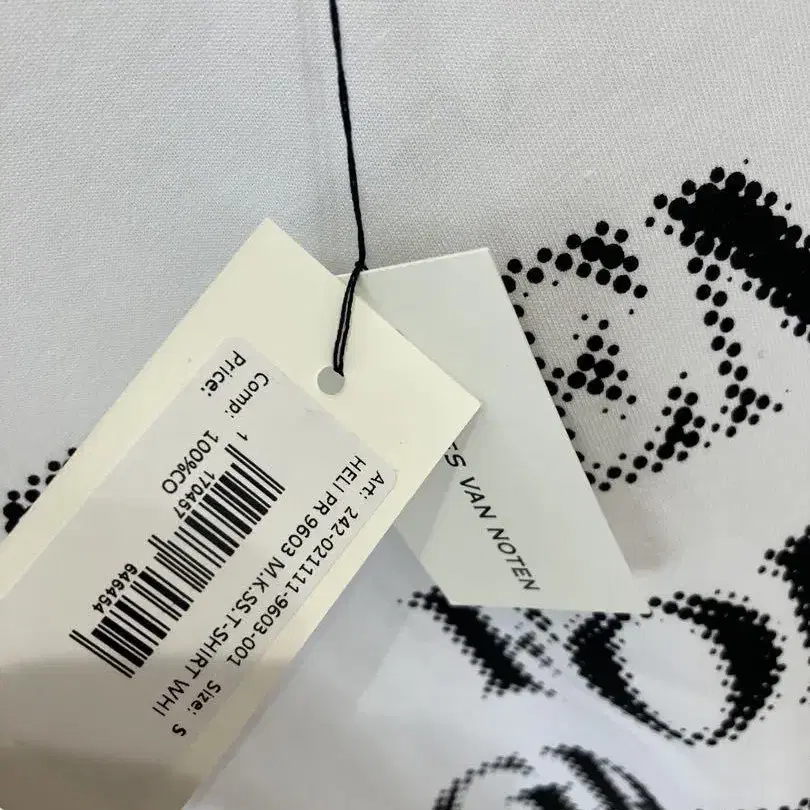 Art: 242-021111-9603-001 Size: S
HELI PR 9603 M.K.SS.T-SHIRT WHI
1 170457 646454
Comp: 100%CO
Price:
VAN NOTEN